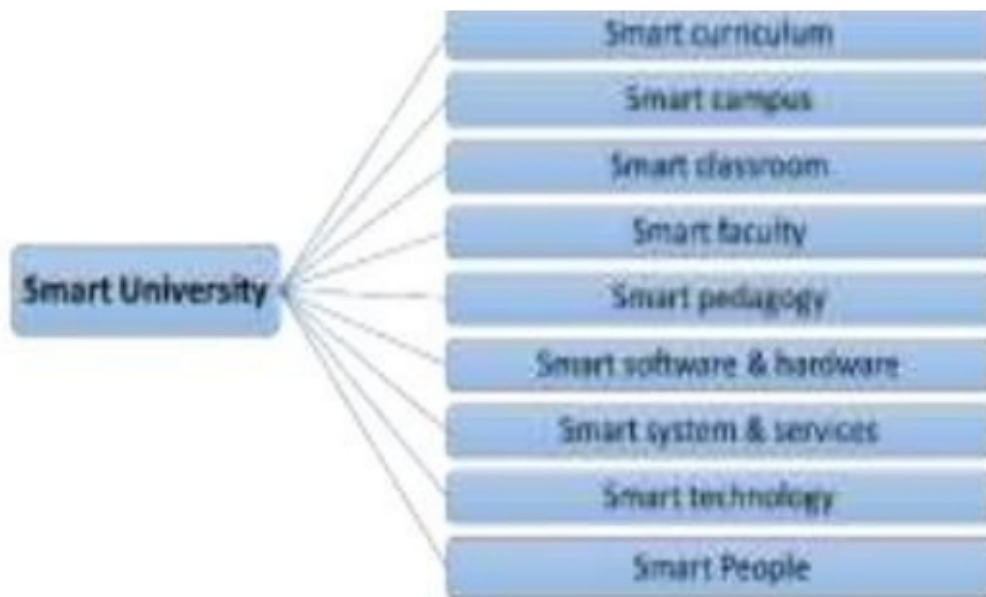 Smart curriculum
Smart campus
Smart classroom
Smart faculty
Smart University
Smart pedagogy
Smart software & hardware
Smart system & services
Smart technology
Smart People